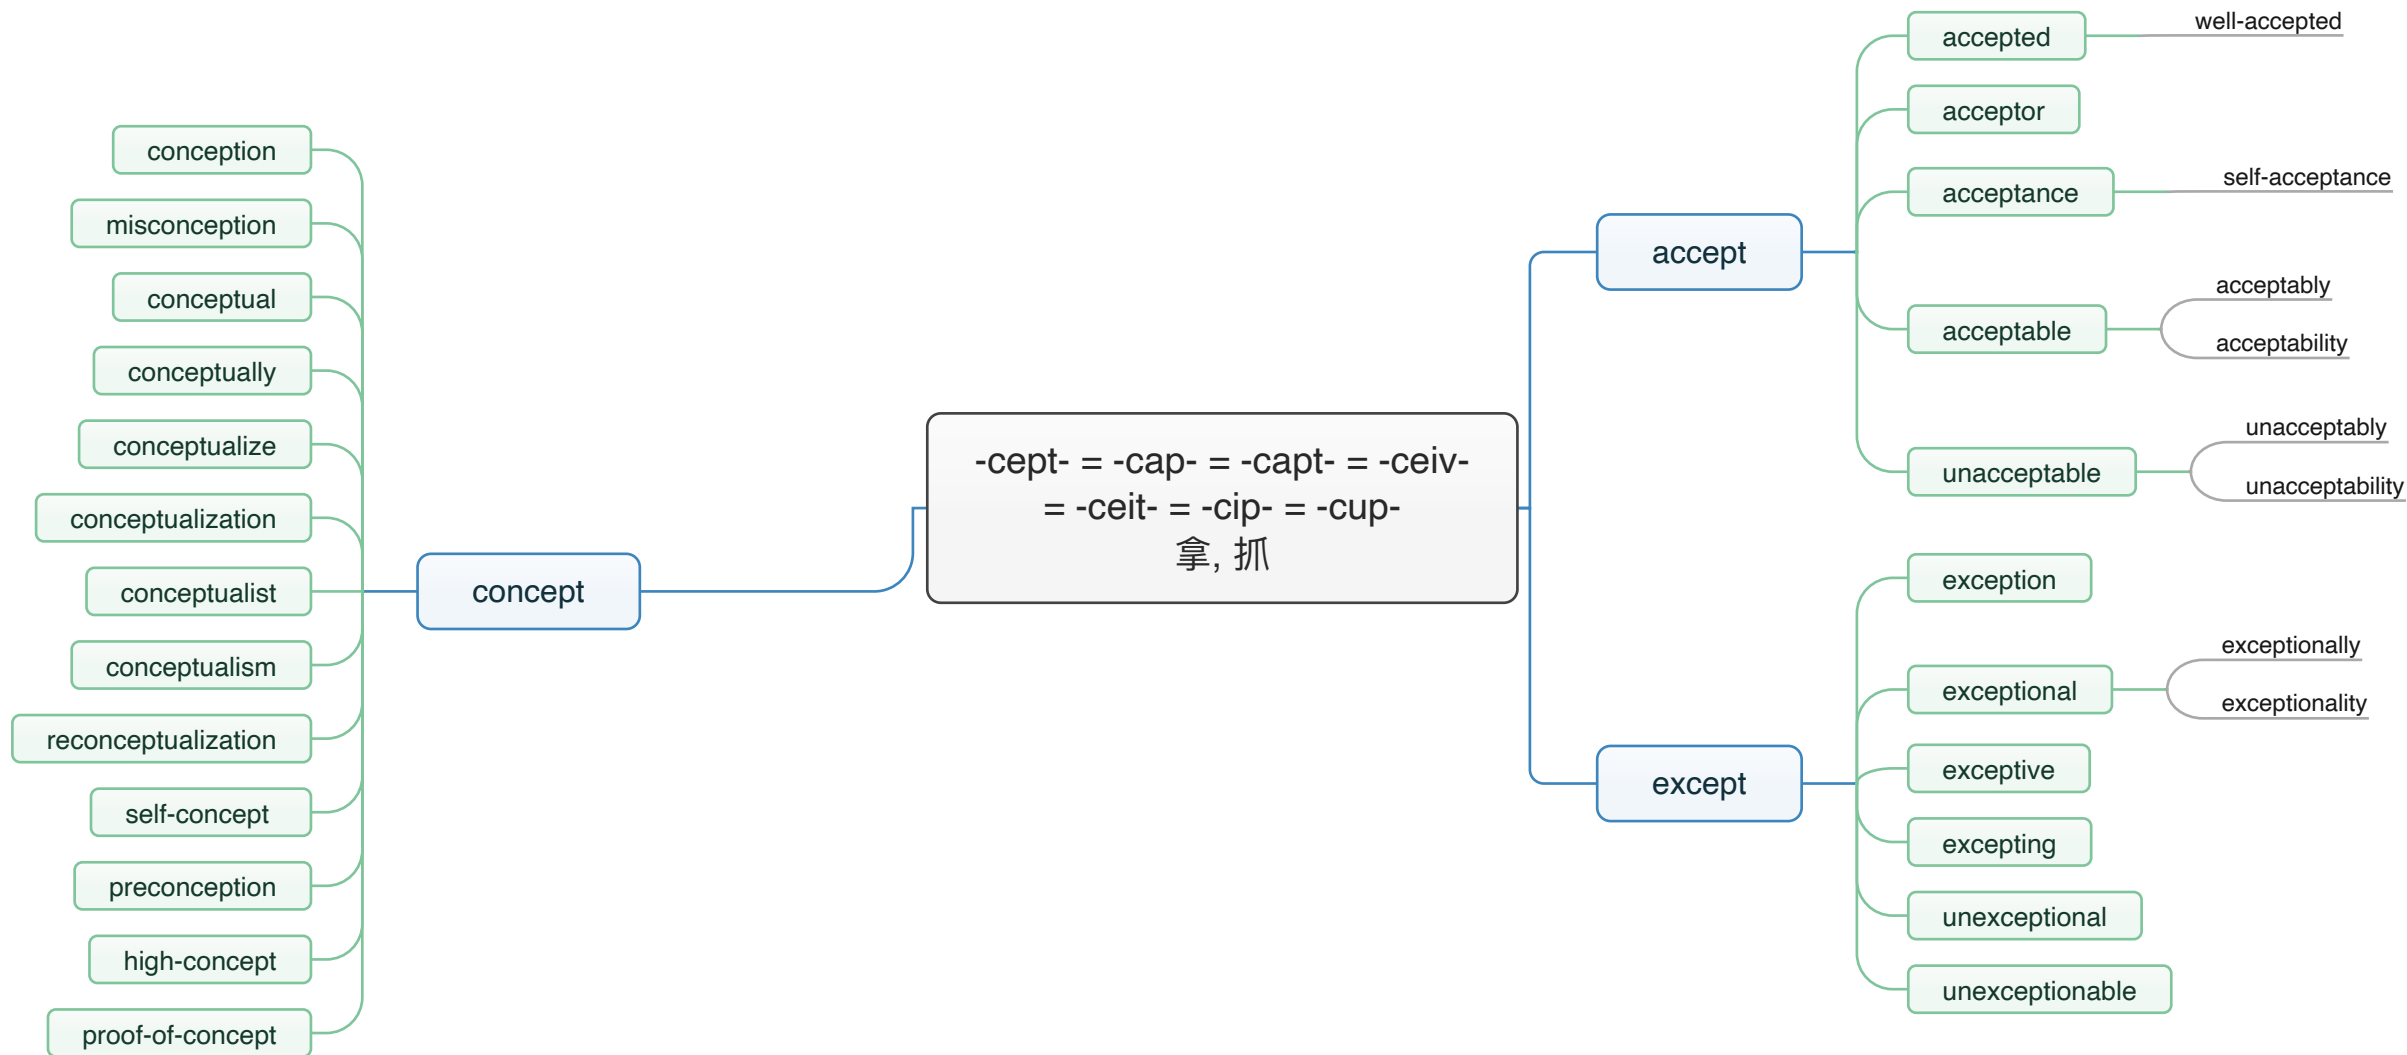 -cept- = -cap- = -capt- = -ceiv-
= -ceit- = -cip- = -cup-
拿, 抓
accept
accepted
well-accepted
acceptor
acceptance
self-acceptance
acceptable
acceptably
acceptability
unacceptable
unacceptably
unacceptability
except
exception
exceptional
exceptionally
exceptionality
exceptive
excepting
unexceptional
unexceptionable
concept
conception
misconception
conceptual
conceptually
conceptualize
conceptualization
conceptualist
conceptualism
reconceptualization
self-concept
preconception
high-concept
proof-of-concept